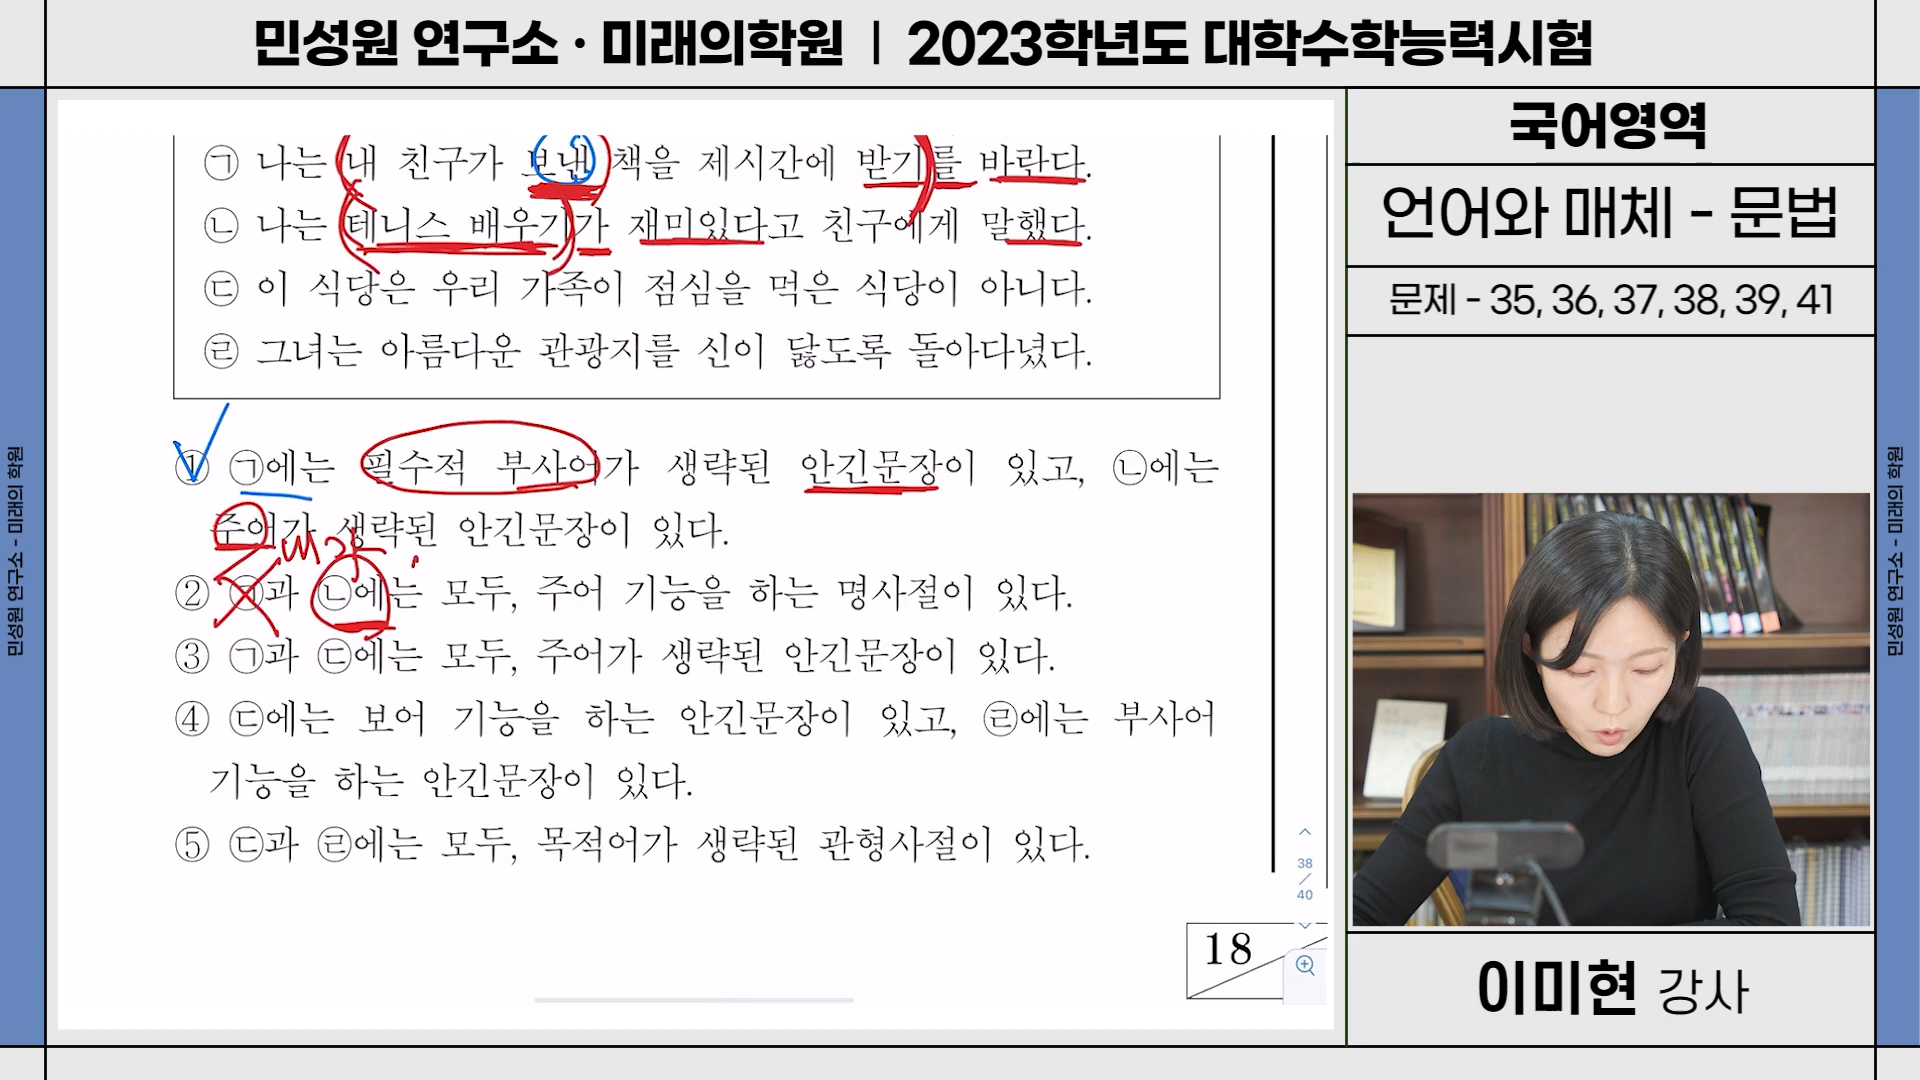 민성원 연구소 · 미래의학원 | 2023학년도 대학수학능력시험
민성원 연구소 - 미래의 학원
㉠ 나는 내 친구가 보낸 책을 제시간에 받기를 바란다.
㉡ 나는 테니스 배우기가 재미있다고 친구에게 말했다.
㉢ 이 식당은 우리 가족이 점심을 먹은 식당이 아니다.
㉣ 그녀는 아름다운 관광지를 신이 닳도록 돌아다녔다.
① ㉠에는 필수적 부사어가 생략된 안긴문장이 있고, ㉡에는
주어가 생략된 안긴문장이 있다.
내가
② ㉠과 ㉡에는 모두, 주어 기능을 하는 명사절이 있다.
③ ㉠과 ㉢에는 모두, 주어가 생략된 안긴문장이 있다.
④ ㉢에는 보어 기능을 하는 안긴문장이 있고, ㉣에는 부사어
기능을 하는 안긴문장이 있다.
⑤ ㉢과 ㉣에는 모두, 목적어가 생략된 관형사절이 있다.
38
40
18
국어영역
언어와 매체 - 문법
문제 - 35, 36, 37, 38, 39, 41
이미현 강사
민성원 연구소 - 미래의 학원